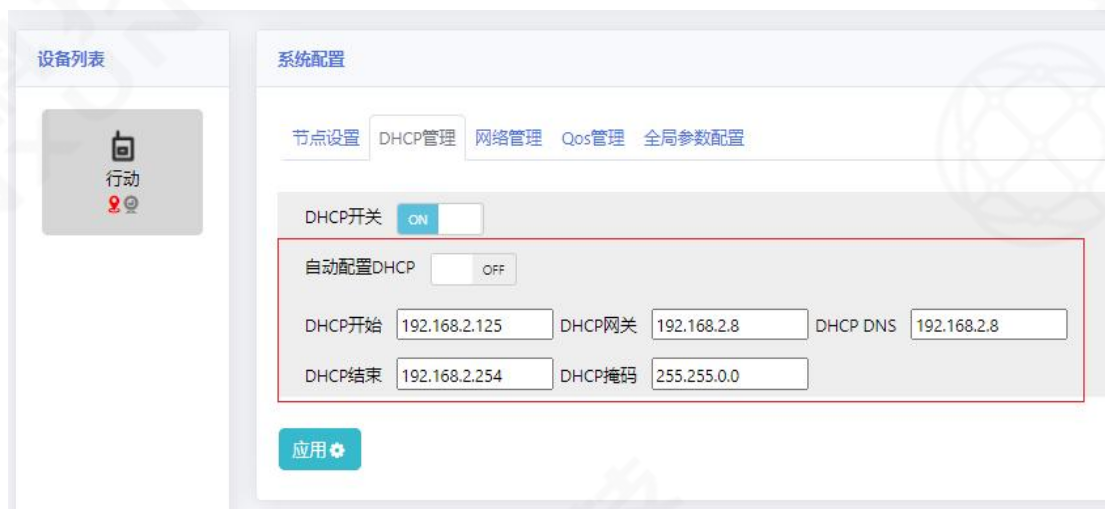 设备列表
行动
系统配置
节点设置 DHCP管理 网络管理 Qos管理 全局参数配置
DHCP开关 ON
自动配置DHCP OFF
DHCP开始 192.168.2.125 DHCP网关 192.168.2.8 DHCP DNS 192.168.2.8
DHCP结束 192.168.2.254 DHCP掩码 255.255.0.0
应用